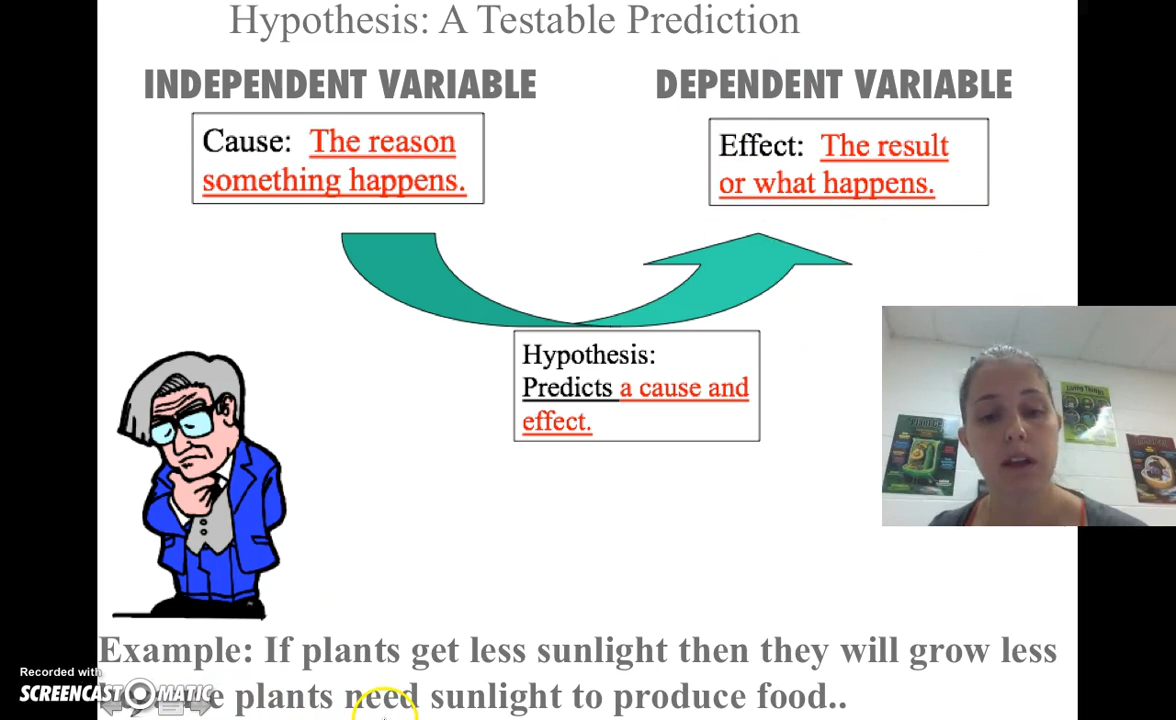 Hypothesis: A Testable Prediction
INDEPENDENT VARIABLE
DEPENDENT VARIABLE
Cause: The reason
something happens.
Effect: The result
or what happens.
Hypothesis:
Predicts a cause and
effect.
Living Things
Example: If plants get less sunlight then they will grow less
plants need sunlight to produce food..
Recorded with
SCREENCAST MATIC